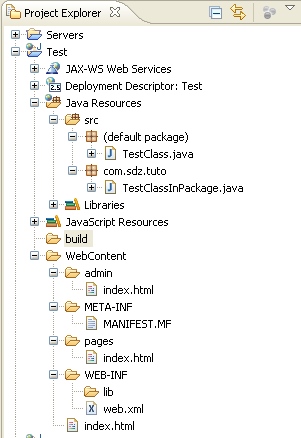 Project Explorer
Servers
Test
JAX-WS Web Services
Deployment Descriptor: Test
Java Resources
src
(default package)
TestClass.java
com.sdz.tuto
TestClassInPackage.java
Libraries
JavaScript Resources
build
WebContent
admin
index.html
META-INF
MANIFEST.MF
pages
index.html
WEB-INF
lib
web.xml
index.html